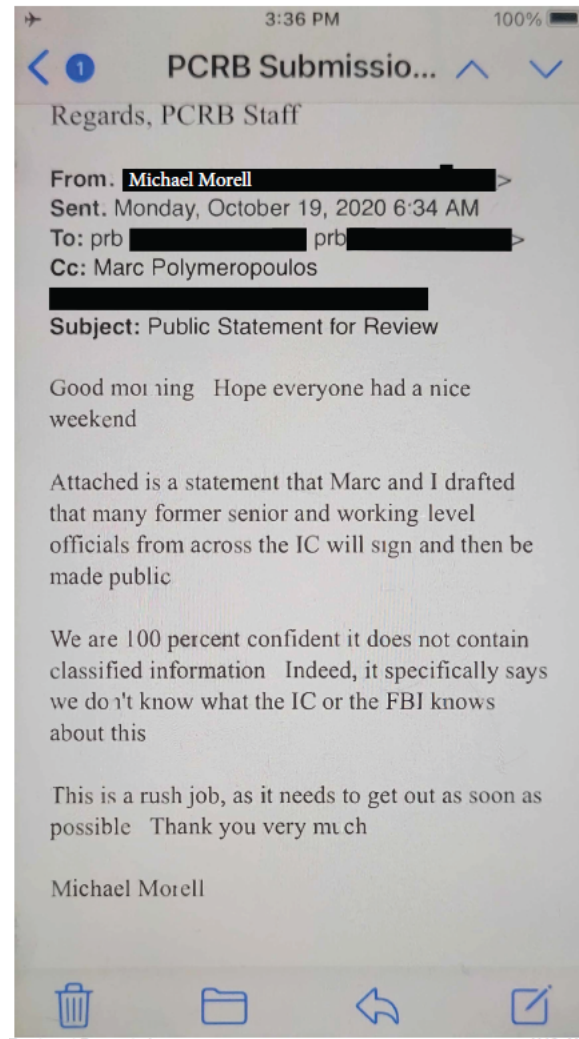 3:36 PM
100%
1
PCRB Submissio...
Regards, PCRB Staff
From. Michael Morell >
Sent. Monday, October 19, 2020 6:34 AM
To: prb prb >
Cc: Marc Polymeropoulos
Subject: Public Statement for Review
Good mor ning Hope everyone had a nice
weekend
Attached is a statement that Marc and I drafted
that many former senior and working level
officials from across the IC will sign and then be
made public
We are 100 percent confident it does not contain
classified information Indeed, it specifically says
we don't know what the IC or the FBI knows
about this
This is a rush job, as it needs to get out as soon as
possible Thank you very much
Michael Morell